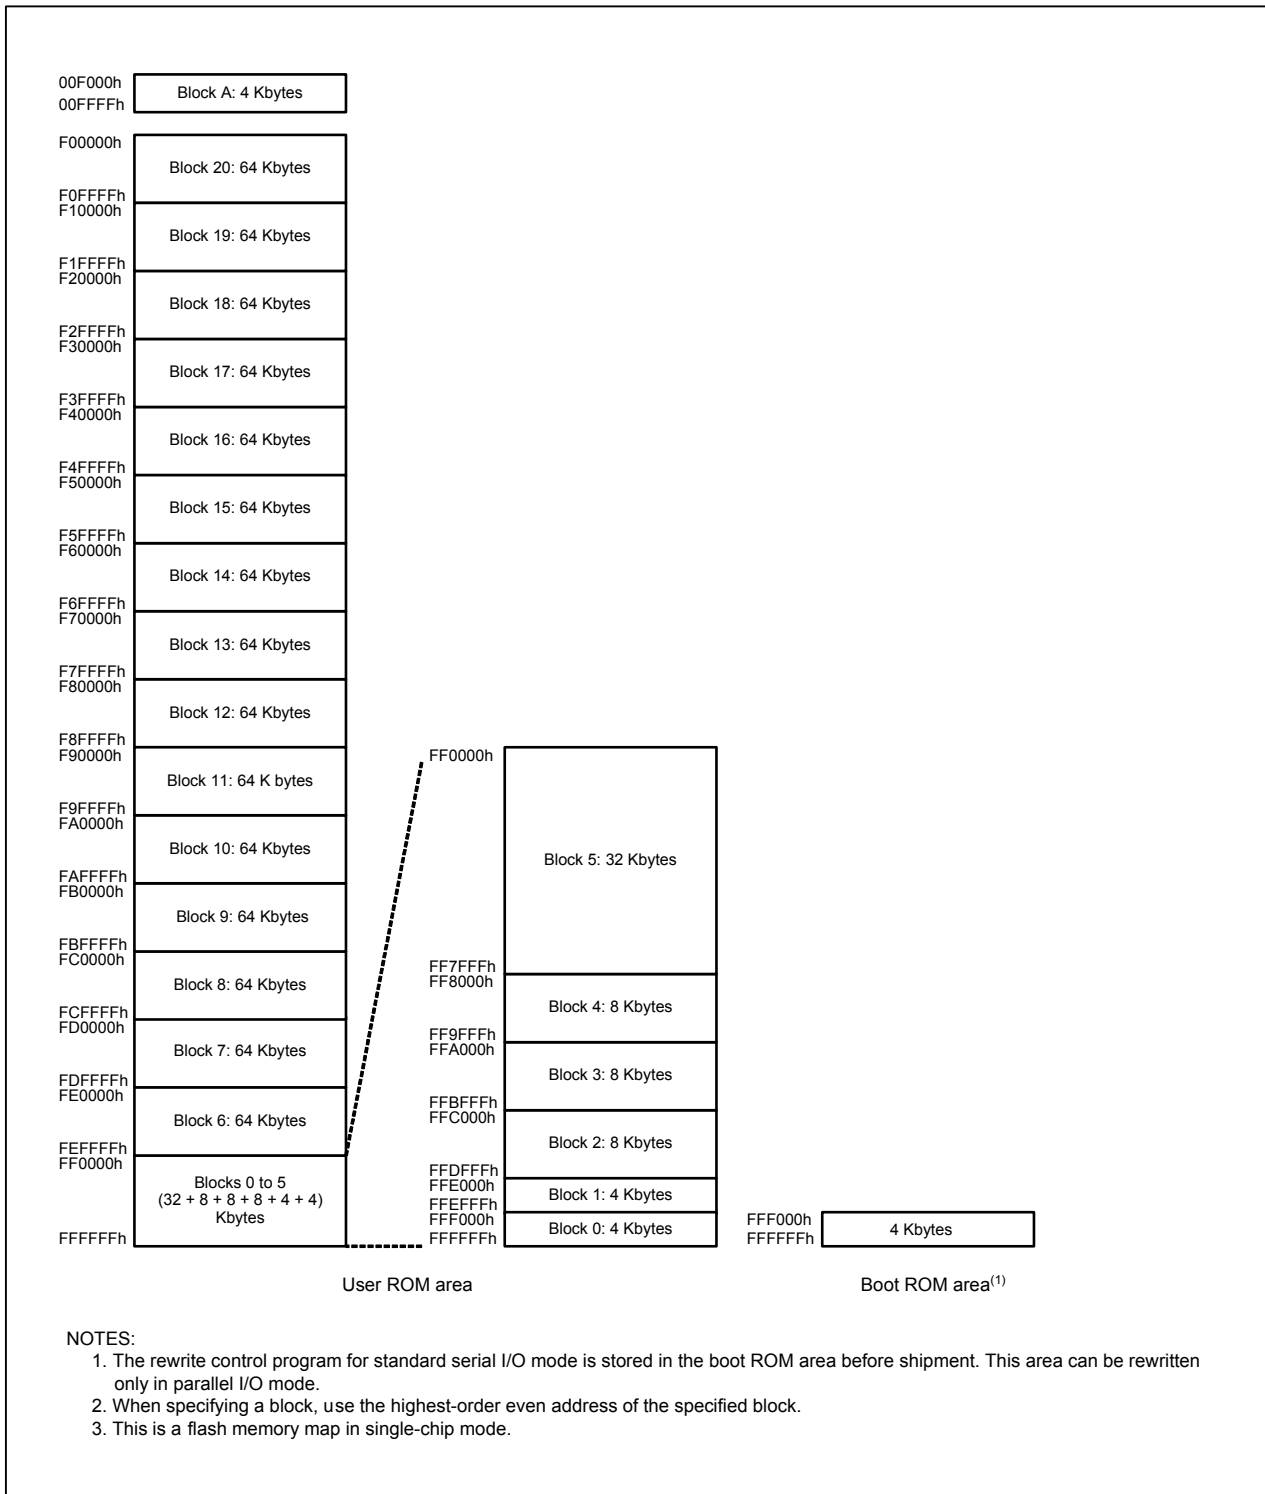 00F000h
Block A: 4 Kbytes
00FFFFh
F00000h
Block 20: 64 Kbytes
F0FFFFh
F10000h
Block 19: 64 Kbytes
F1FFFFh
F20000h
Block 18: 64 Kbytes
F2FFFFh
F30000h
Block 17: 64 Kbytes
F3FFFFh
F40000h
Block 16: 64 Kbytes
F4FFFFh
F50000h
Block 15: 64 Kbytes
F5FFFFh
F60000h
Block 14: 64 Kbytes
F6FFFFh
F70000h
Block 13: 64 Kbytes
F7FFFFh
F80000h
Block 12: 64 Kbytes
F8FFFFh
F90000h
Block 11: 64 K bytes
F9FFFFh
FA0000h
Block 10: 64 Kbytes
FAFFFFh
FB0000h
Block 9: 64 Kbytes
FBFFFFh
FC0000h
Block 8: 64 Kbytes
FCFFFFh
FD0000h
Block 7: 64 Kbytes
FDFFFFh
FE0000h
Block 6: 64 Kbytes
FEFFFFh
FF0000h
Blocks 0 to 5
(32 + 8 + 8 + 8 + 4 + 4)
Kbytes
FFFFFFh
FF0000h
Block 5: 32 Kbytes
FF7FFFh
FF8000h
Block 4: 8 Kbytes
FF9FFFh
FFA000h
Block 3: 8 Kbytes
FFBFFFh
FFC000h
Block 2: 8 Kbytes
FFDFFFh
FFE000h
Block 1: 4 Kbytes
FFEFFFh
FFF000h
Block 0: 4 Kbytes
FFFFFFh
FFF000h
4 Kbytes
FFFFFFh
User ROM area
Boot ROM area(1)
NOTES:
1. The rewrite control program for standard serial I/O mode is stored in the boot ROM area before shipment. This area can be rewritten
only in parallel I/O mode.
2. When specifying a block, use the highest-order even address of the specified block.
3. This is a flash memory map in single-chip mode.